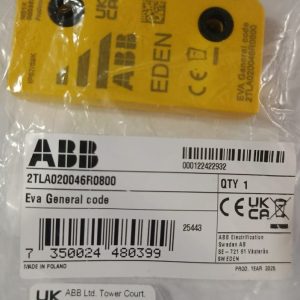 ABB
EDEN
EVA General code
2TLA020046R0800
ABB
2TLA020046R0800
000122422932
Eva General code
QTY 1
25443
CE UK CA
7 350024 480399
ABB Electrification
Sweden AB
SE - 721 61 Västerås
SWEDEN
MADE IN POLAND
PROD. YEAR 2025
UK
ABB Ltd. Tower Court,